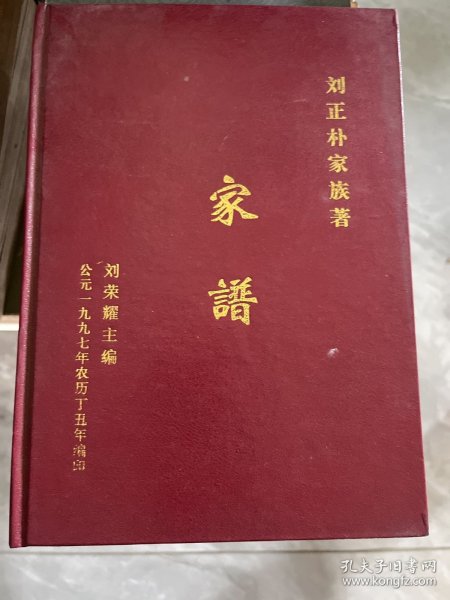 刘正朴家族著
家譜
刘荣耀主编
公元一九九七年农历丁丑年编印
孔夫子旧书网
www.kongfz.com